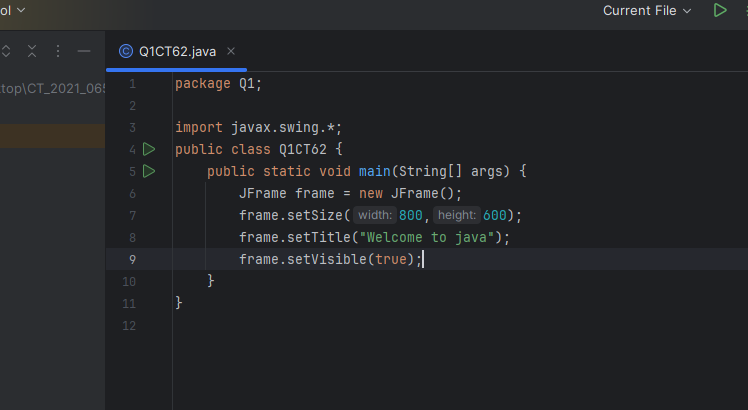 ol
Current File
Q1CT62.java
top\CT_2021_065
1 package Q1;
2
3 import javax.swing.*;
4 public class Q1CT62 {
5 public static void main(String[] args) {
6 JFrame frame = new JFrame();
7 frame.setSize( width: 800, height: 600);
8 frame.setTitle("Welcome to java");
9 frame.setVisible(true);
10 }
11 }
12